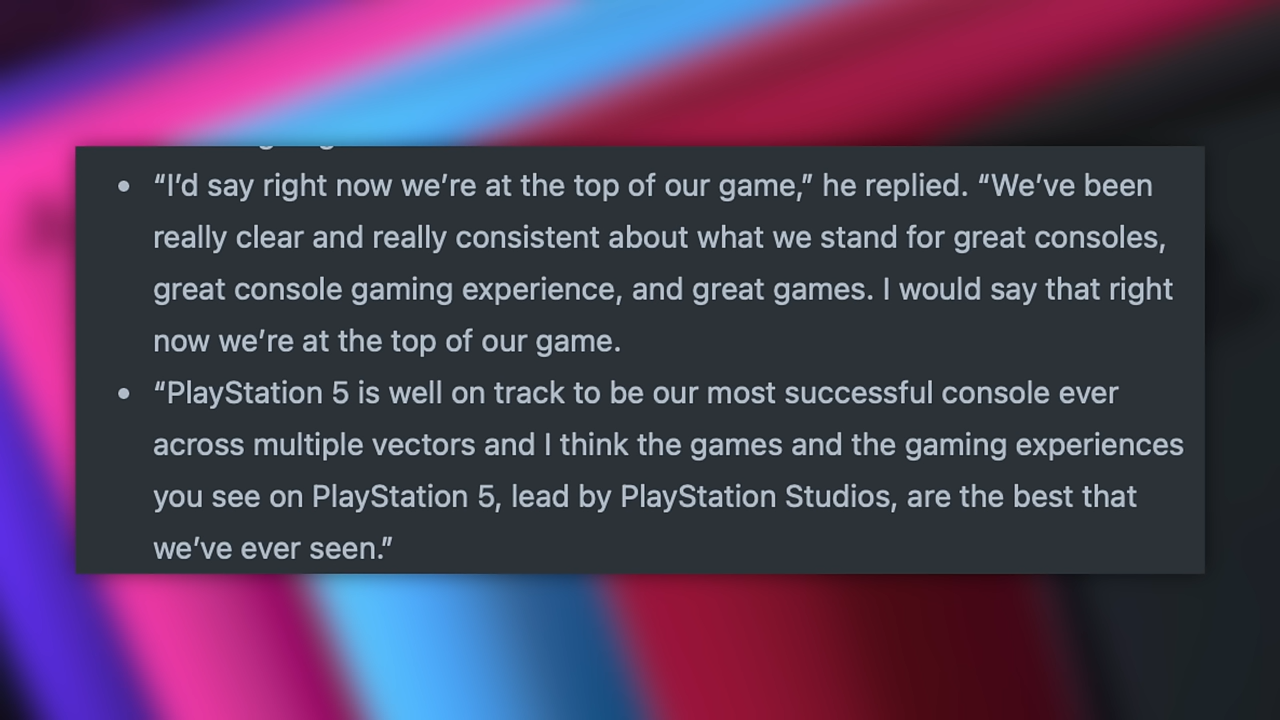 • “I’d say right now we’re at the top of our game,” he replied. “We’ve been
really clear and really consistent about what we stand for great consoles,
great console gaming experience, and great games. I would say that right
now we’re at the top of our game.
• “PlayStation 5 is well on track to be our most successful console ever
across multiple vectors and I think the games and the gaming experiences
you see on PlayStation 5, lead by PlayStation Studios, are the best that
we’ve ever seen.”